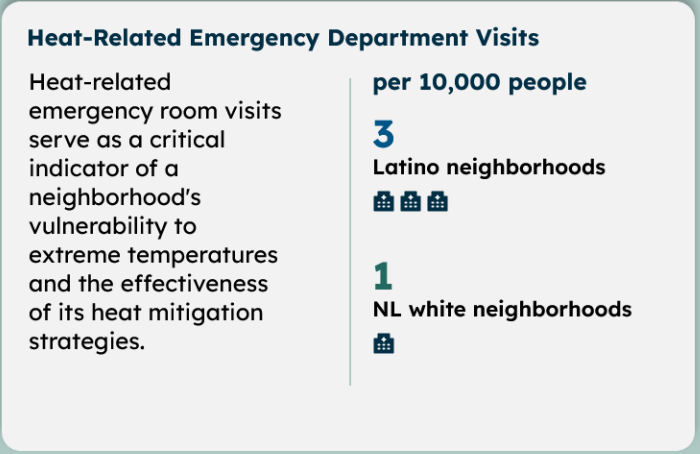 Heat-Related Emergency Department Visits
Heat-related
emergency room visits
serve as a critical
indicator of a
neighborhood's
vulnerability to
extreme temperatures
and the effectiveness
of its heat mitigation
strategies.
per 10,000 people
3
Latino neighborhoods
1
NL white neighborhoods